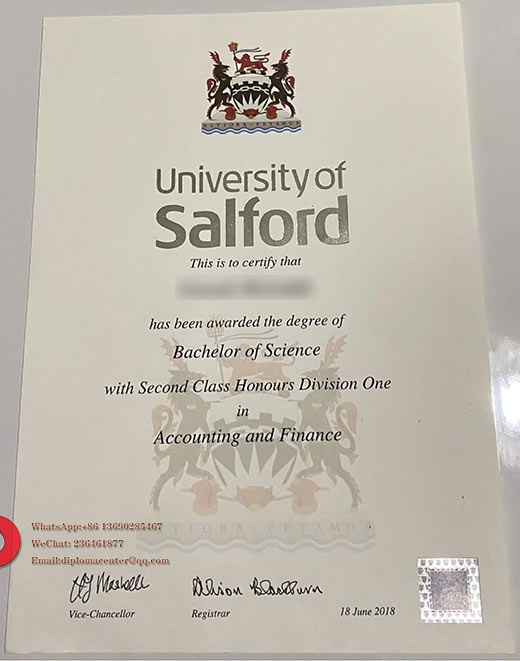 ALTIORA PETAMUS
University of
Salford
This is to certify that
has been awarded the degree of
Bachelor of Science
with Second Class Honours Division One
in
Accounting and Finance
ALTIORA PETAMUS
WhatsApp:+86 13690285467
WeChat: 236461877
Email:diplomacenter@qq.com
Vice-Chancellor
Registrar
18 June 2018